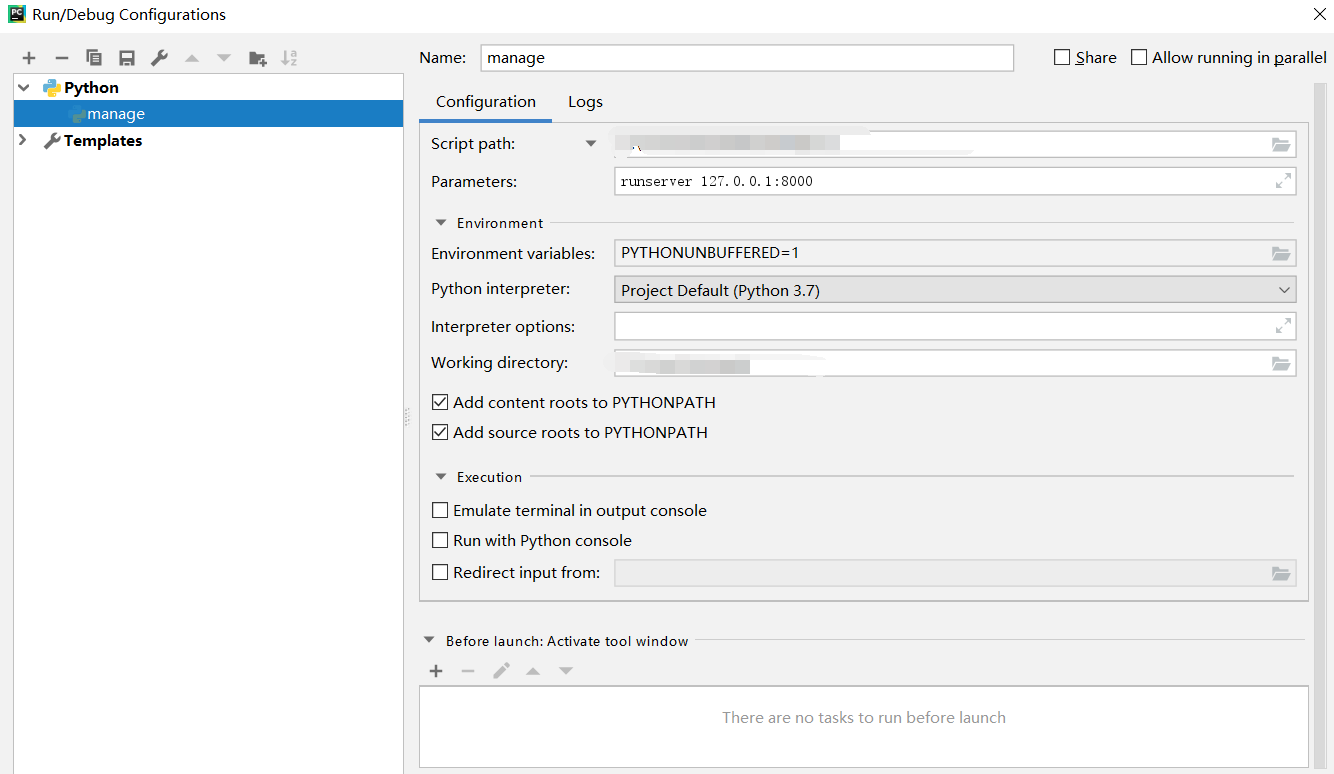 PC Run/Debug Configurations
Name: manage Share Allow running in parallel
Python
manage
Templates
Configuration Logs
Script path:
Parameters: runserver 127.0.0.1:8000
Environment
Environment variables: PYTHONUNBUFFERED=1
Python interpreter: Project Default (Python 3.7)
Interpreter options:
Working directory:
Add content roots to PYTHONPATH
Add source roots to PYTHONPATH
Execution
Emulate terminal in output console
Run with Python console
Redirect input from:
Before launch: Activate tool window
There are no tasks to run before launch